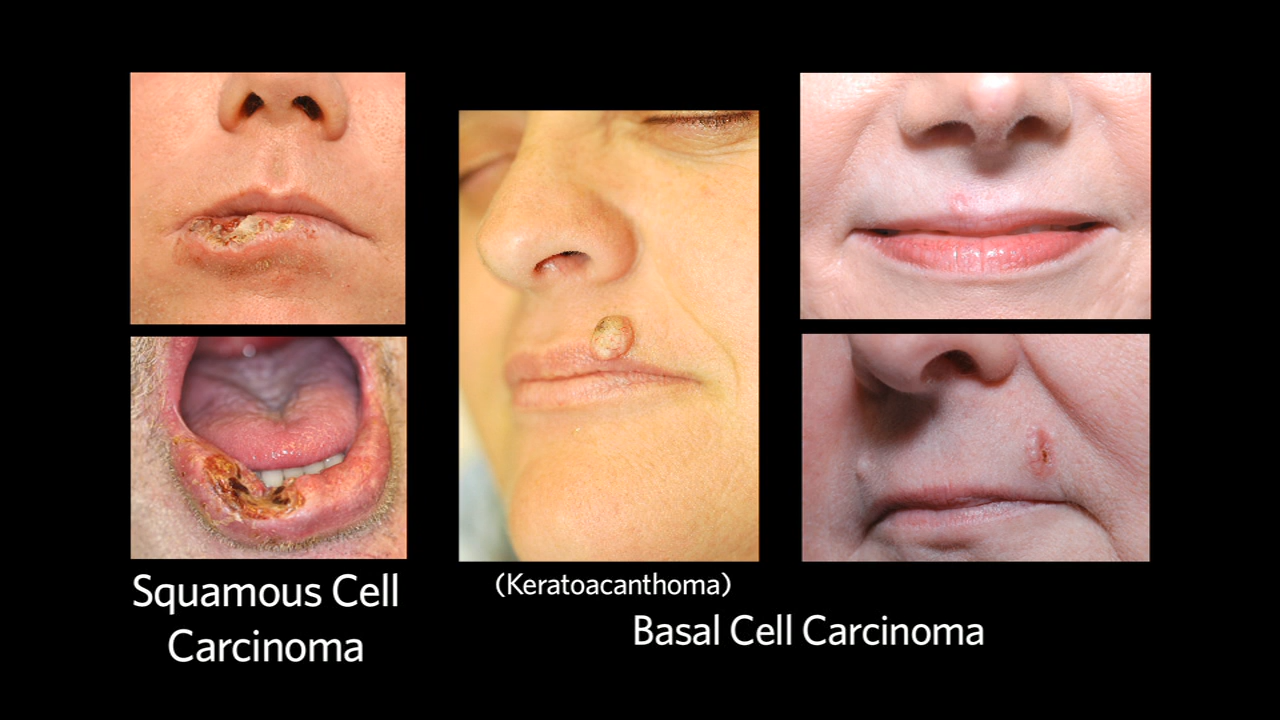 Squamous Cell
Carcinoma
(Keratoacanthoma)
Basal Cell Carcinoma